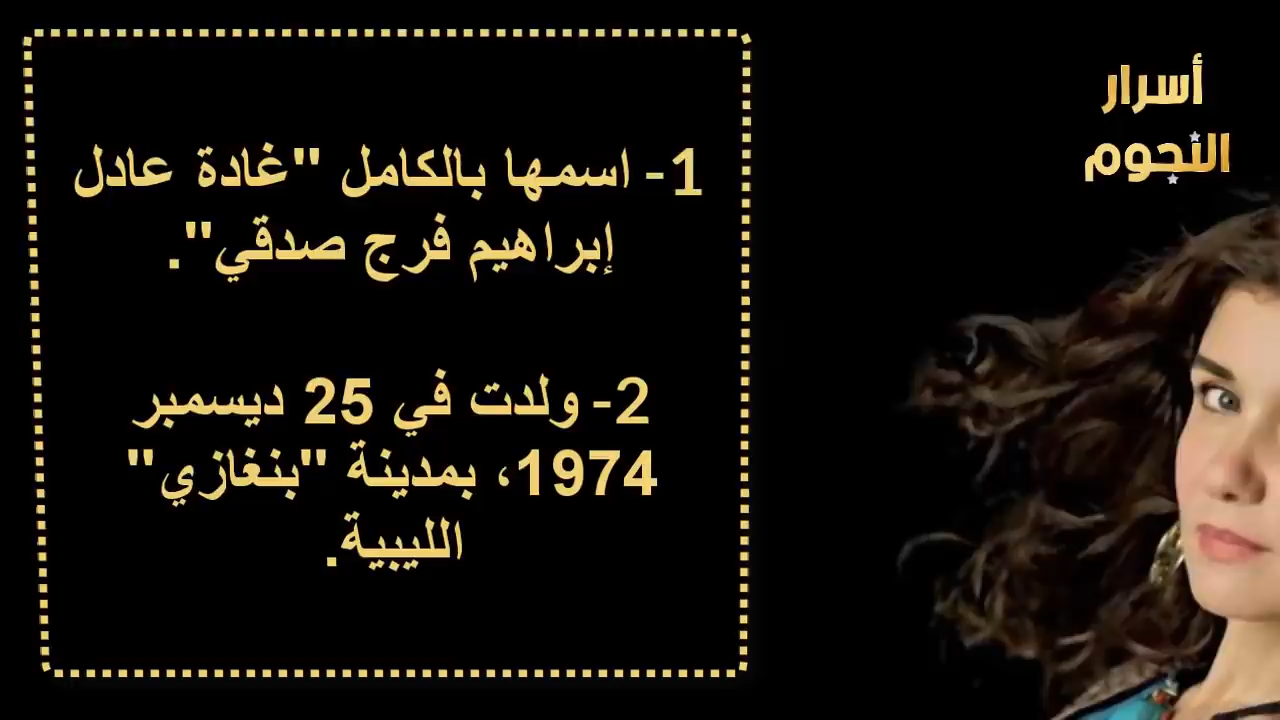 أسرار
النجوم
1- اسمها بالكامل "غادة عادل
إبراهيم فرج صدقي".
2- ولدت في 25 ديسمبر
1974، بمدينة "بنغازي"
الليبية.